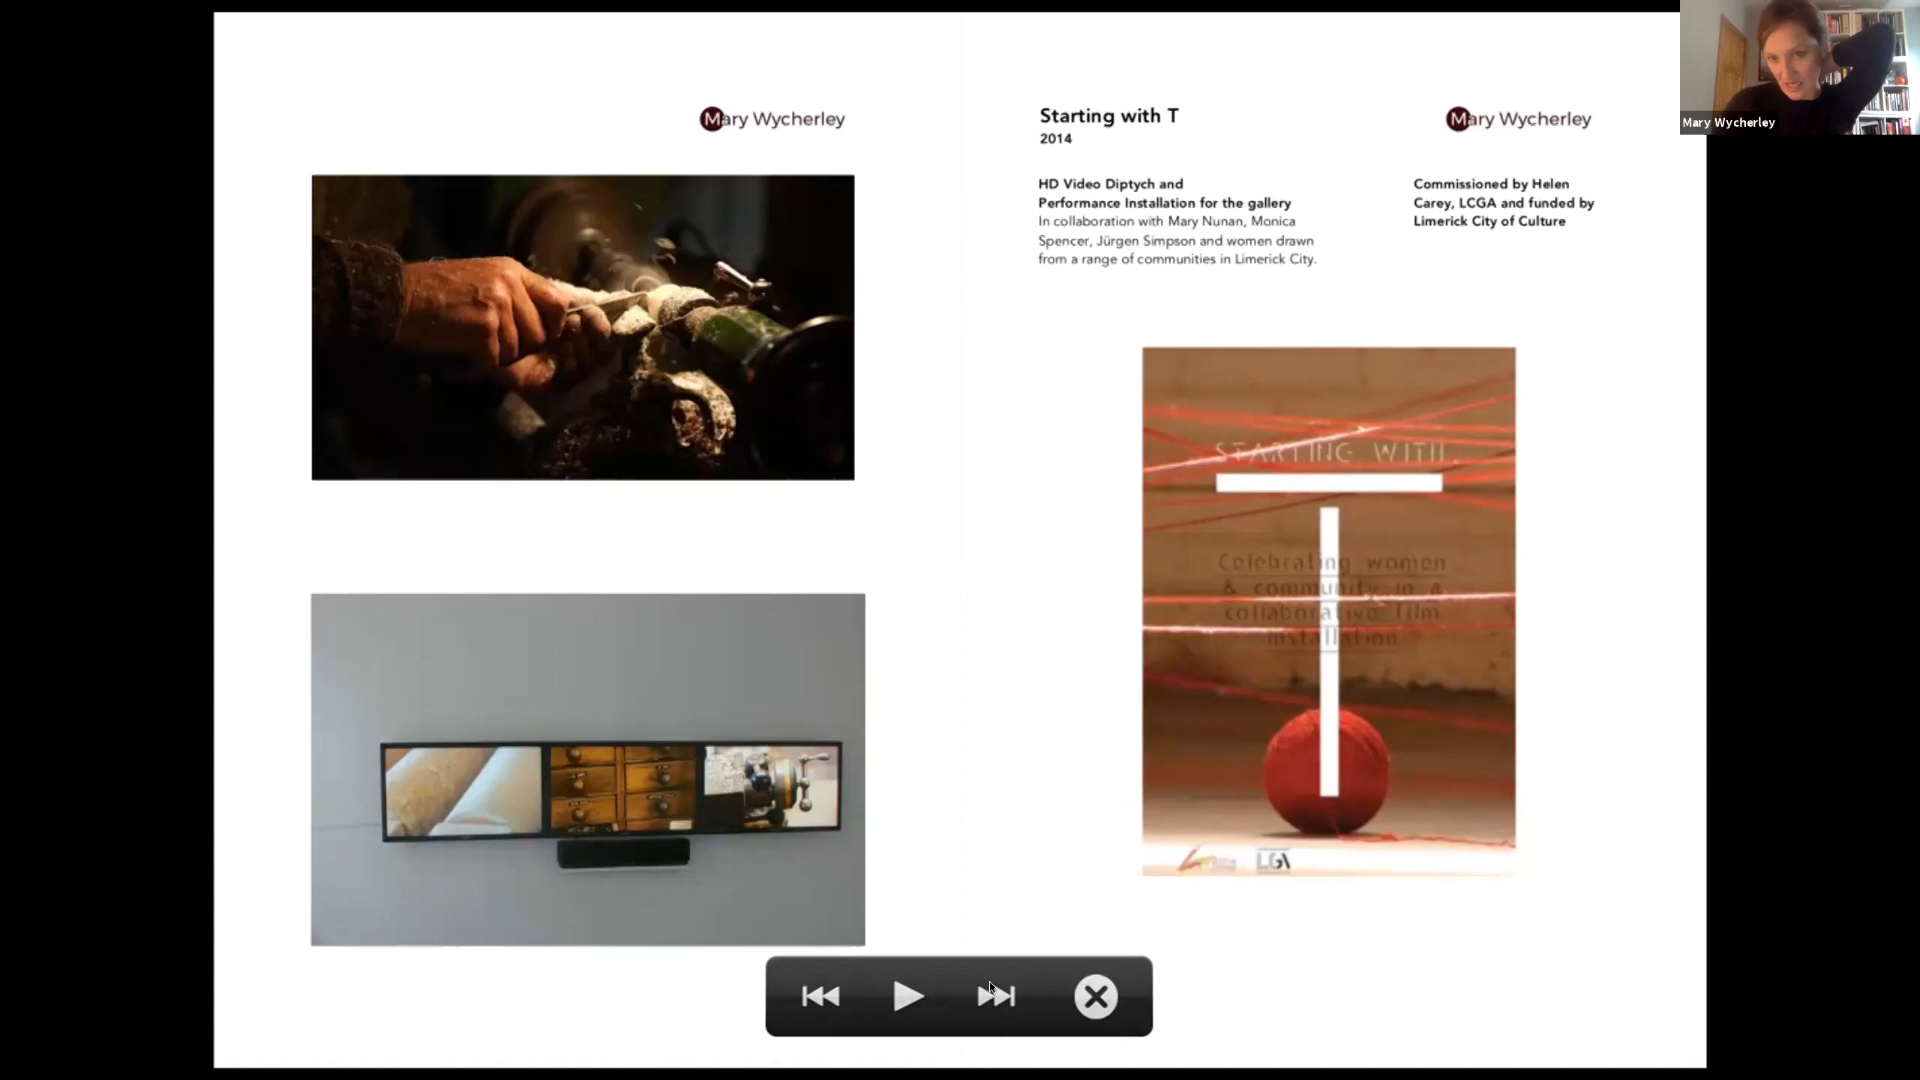 Mary Wycherley
Starting with T
2014
HD Video Diptych and
Performance Installation for the gallery
In collaboration with Mary Nunan, Monica
Spencer, Jürgen Simpson and women drawn
from a range of communities in Limerick City.
Mary Wycherley
Commissioned by Helen
Carey, LCGA and funded by
Limerick City of Culture
STARTING WITH
T
Celebrating women
& community in a
collaborative film
installation
LGA
Mary Wycherley